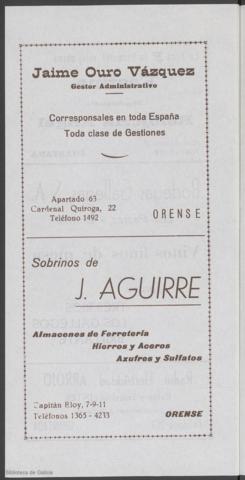 Jaime Ouro Vázquez
Gestor Administrativo
Corresponsales en toda España
Toda clase de Gestiones
Apartado 63
Cardenal Quiroga, 22
Teléfono 1492
ORENSE
Sobrinos de
J. AGUIRRE
Almacenes de Ferretería
Hierros y Aceros
Azufres y Sulfatos
Capitán Eloy, 7-9-11
Teléfonos 1365 - 4233
ORENSE
Biblioteca de Galicia